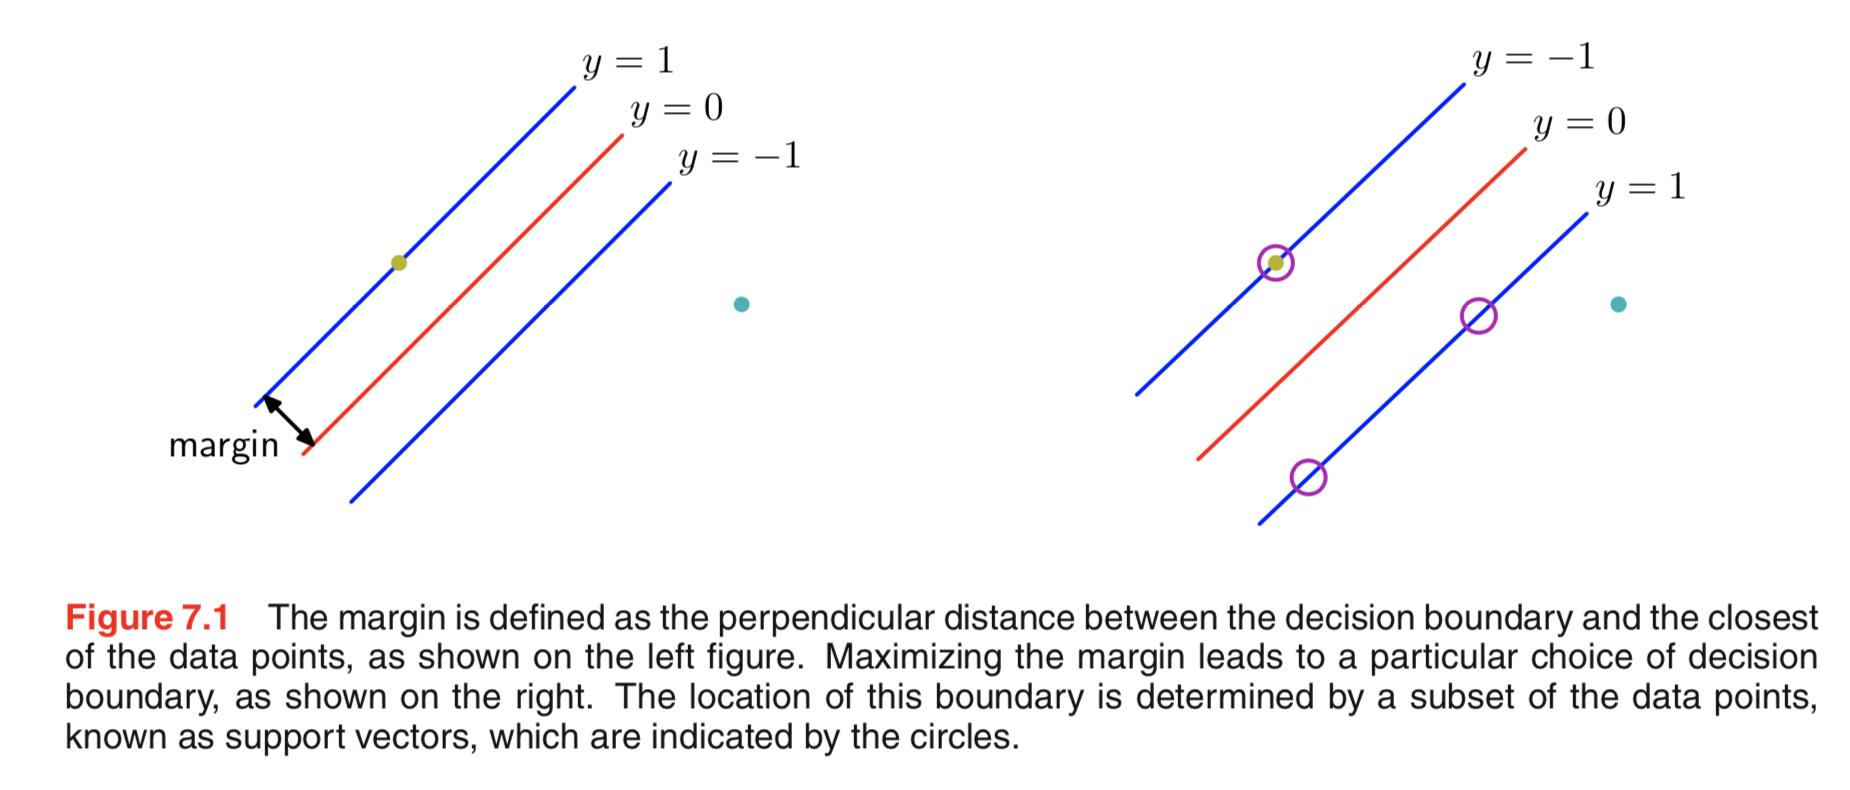 y = 1
y = 0
y = −1
margin
y = −1
y = 0
y = 1
Figure 7.1 The margin is defined as the perpendicular distance between the decision boundary and the closest
of the data points, as shown on the left figure. Maximizing the margin leads to a particular choice of decision
boundary, as shown on the right. The location of this boundary is determined by a subset of the data points,
known as support vectors, which are indicated by the circles.